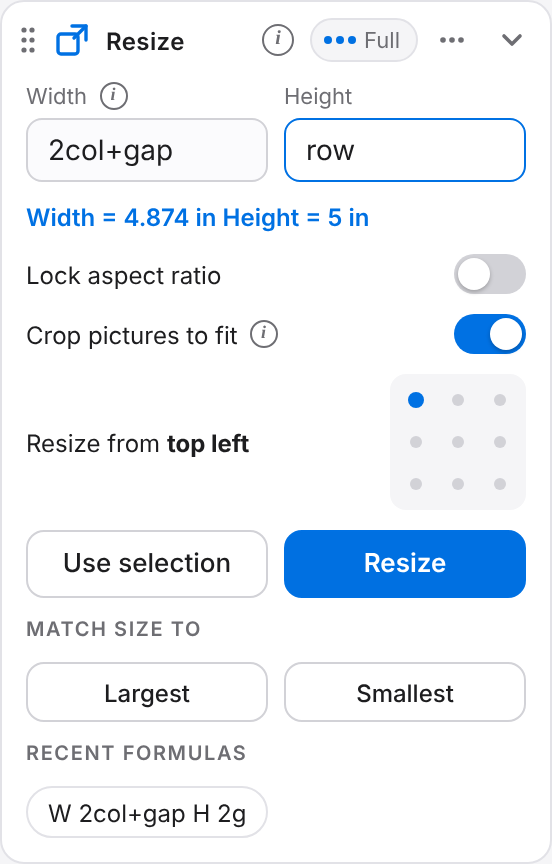 Resize
i
Full
Width i
Height
2col+gap
row
Width = 4.874 in Height = 5 in
Lock aspect ratio
Crop pictures to fit i
Resize from top left
Use selection
Resize
MATCH SIZE TO
Largest
Smallest
RECENT FORMULAS
W 2col+gap H 2g